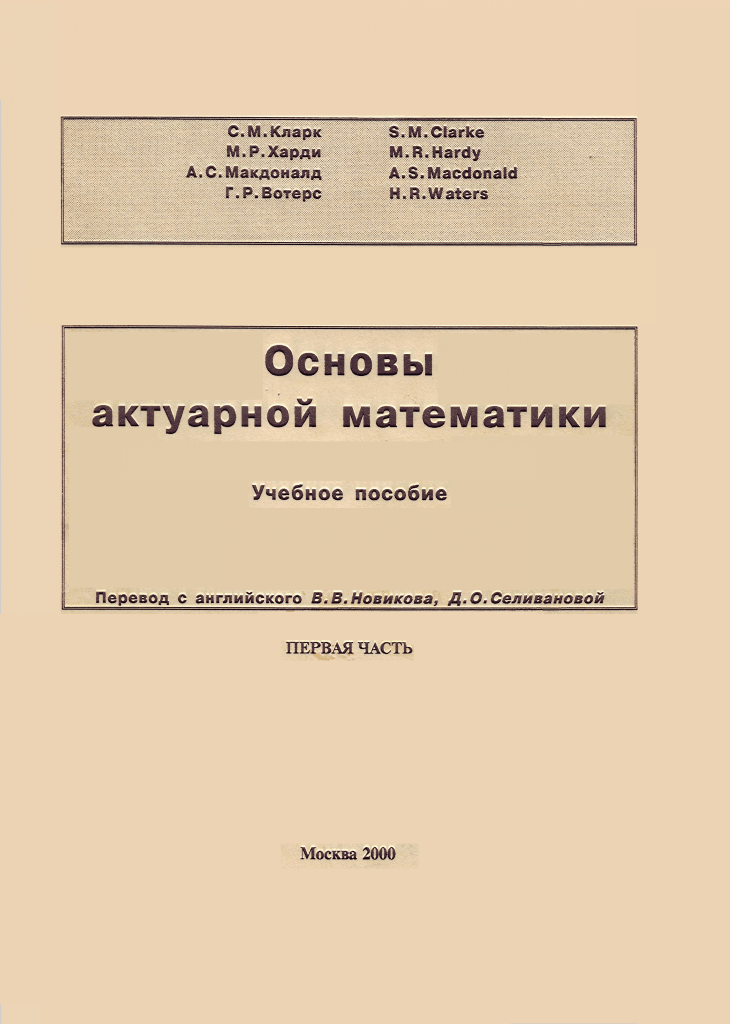 С.М.Кларк S.M.Clarke
М.Р.Харди M.R.Hardy
А.С.Макдоналд A.S.Macdonald
Г.Р.Вотерс H.R.Waters
Основы
актуарной математики
Учебное пособие
Перевод с английского В.В.Новикова, Д.О.Селивановой
ПЕРВАЯ ЧАСТЬ
Москва 2000